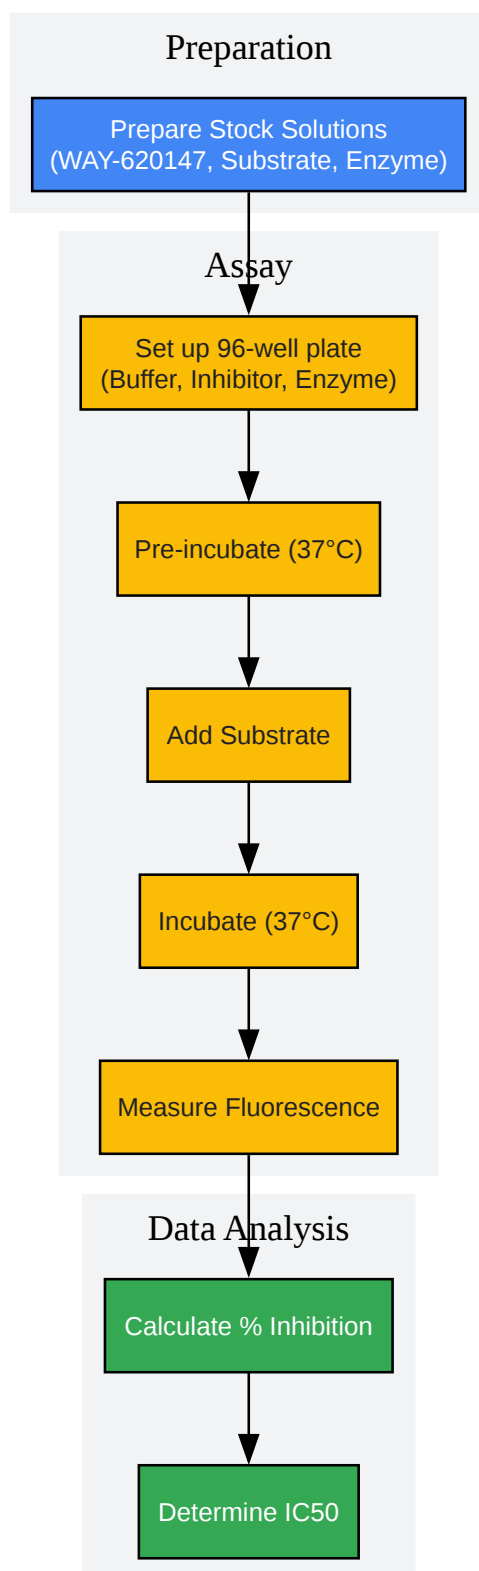 Preparation
Prepare Stock Solutions
(WAY-620147, Substrate, Enzyme)
Assay
Set up 96-well plate
(Buffer, Inhibitor, Enzyme)
Pre-incubate (37°C)
Add Substrate
Incubate (37°C)
Measure Fluorescence
Data Analysis
Calculate % Inhibition
Determine IC50